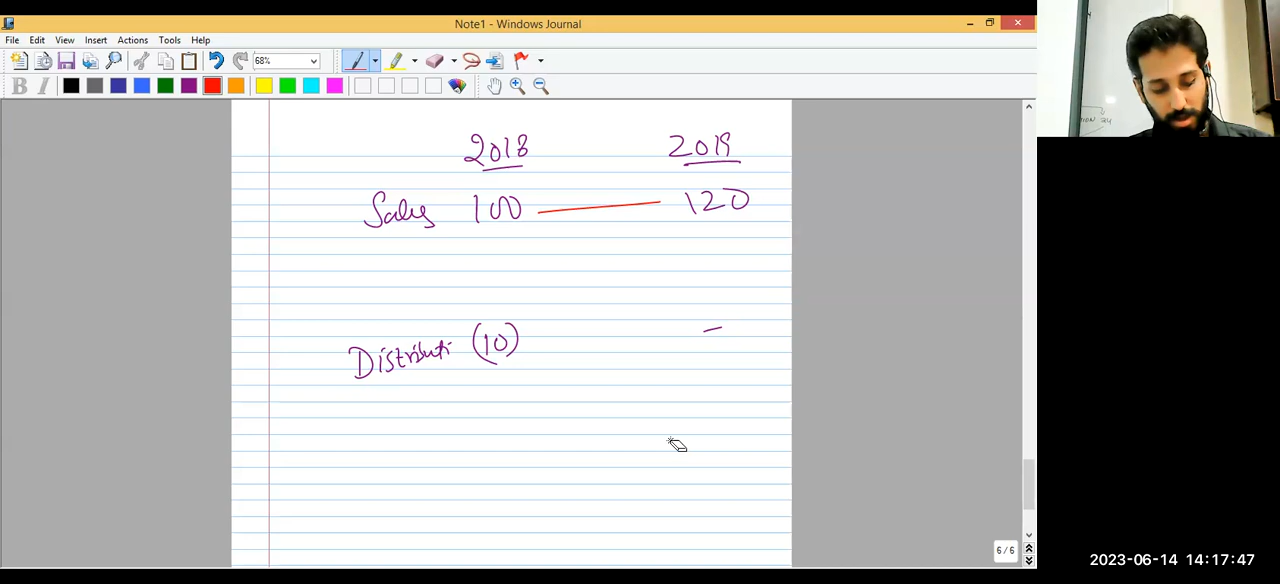 Note1 - Windows Journal
File Edit View Insert Actions Tools Help
68%
B I
2018 2019
Sales 100 120
Distributi (10) –
6 / 6
2023-06-14 14:17:47